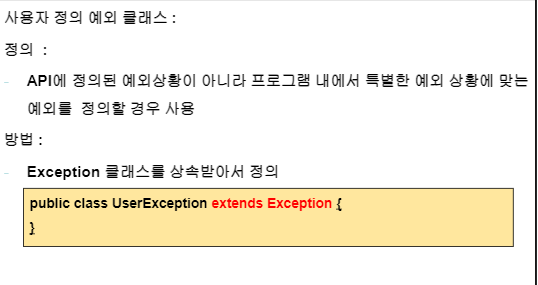 사용자 정의 예외 클래스 :
정의 :
- API에 정의된 예외상황이 아니라 프로그램 내에서 특별한 예외 상황에 맞는
예외를 정의할 경우 사용
방법 :
- Exception 클래스를 상속받아서 정의
public class UserException extends Exception {
}